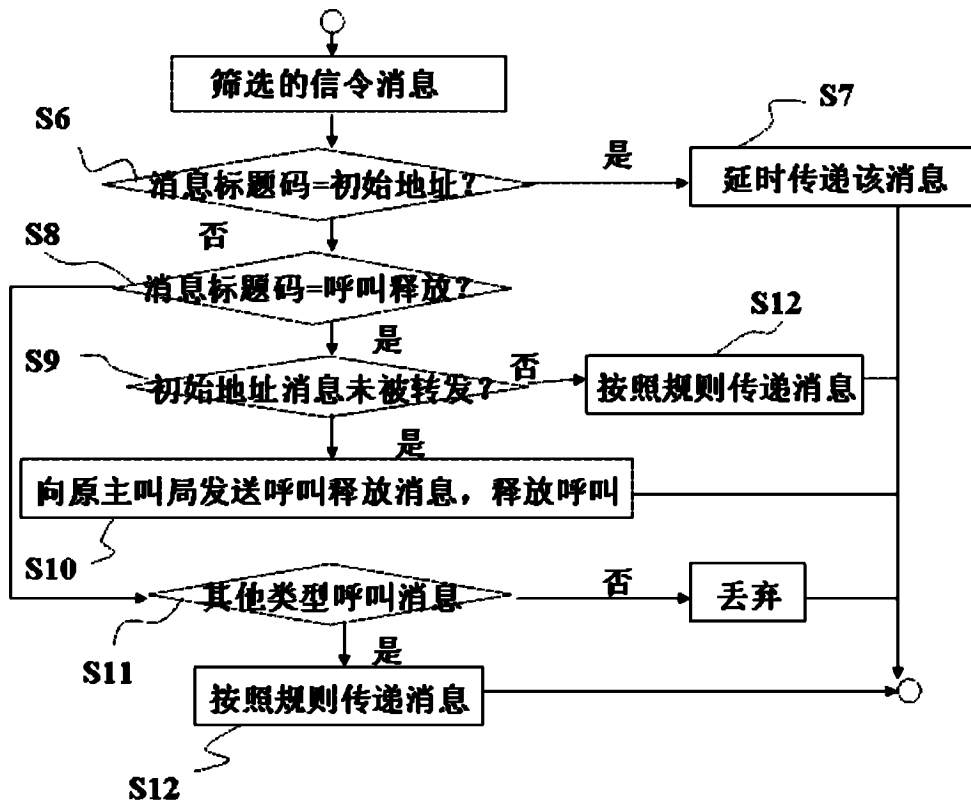 筛选的信令消息
S6
S7
消息标题码=初始地址?
是
延时传递该消息
否
S8
消息标题码=呼叫释放?
S12
是
S9
初始地址消息未被转发?
否
按照规则传递消息
是
向原主叫局发送呼叫释放消息，释放呼叫
S10
其他类型呼叫消息
否
丢弃
S11
是
按照规则传递消息
S12